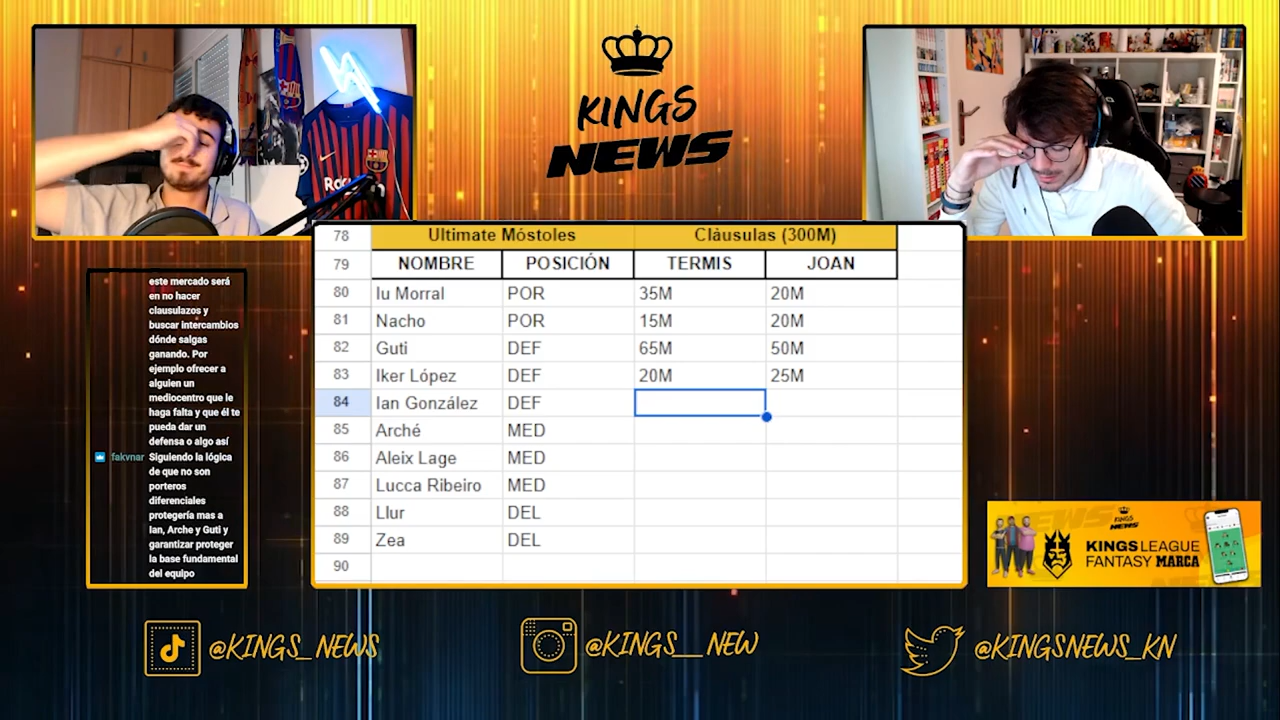 KINGS
NEWS
78 Ultimate Móstoles Cláusulas (300M)
79 NOMBRE POSICIÓN TERMIS JOAN
80 Iu Morral POR 35M 20M
81 Nacho POR 15M 20M
82 Guti DEF 65M 50M
83 Iker López DEF 20M 25M
84 Ian González DEF
85 Arché MED
86 Aleix Lage MED
87 Lucca Ribeiro MED
88 Llur DEL
89 Zea DEL
90
este mercado será
en no hacer
clausulazos y
buscar intercambios
dónde salgas
ganando. Por
ejemplo ofrecer a
alguien un
mediocentro que le
haga falta y que él te
pueda dar un
defensa o algo así
fakvnar Siguiendo la lógica
de que no son
porteros
diferenciales
protegería mas a
Ian, Arche y Guti y
garantizar proteger
la base fundamental
del equipo
KINGS
NEWS
KINGS LEAGUE
FANTASY MARCA
@KINGS_NEWS
@KINGS__NEW
@KINGSNEWS_KN